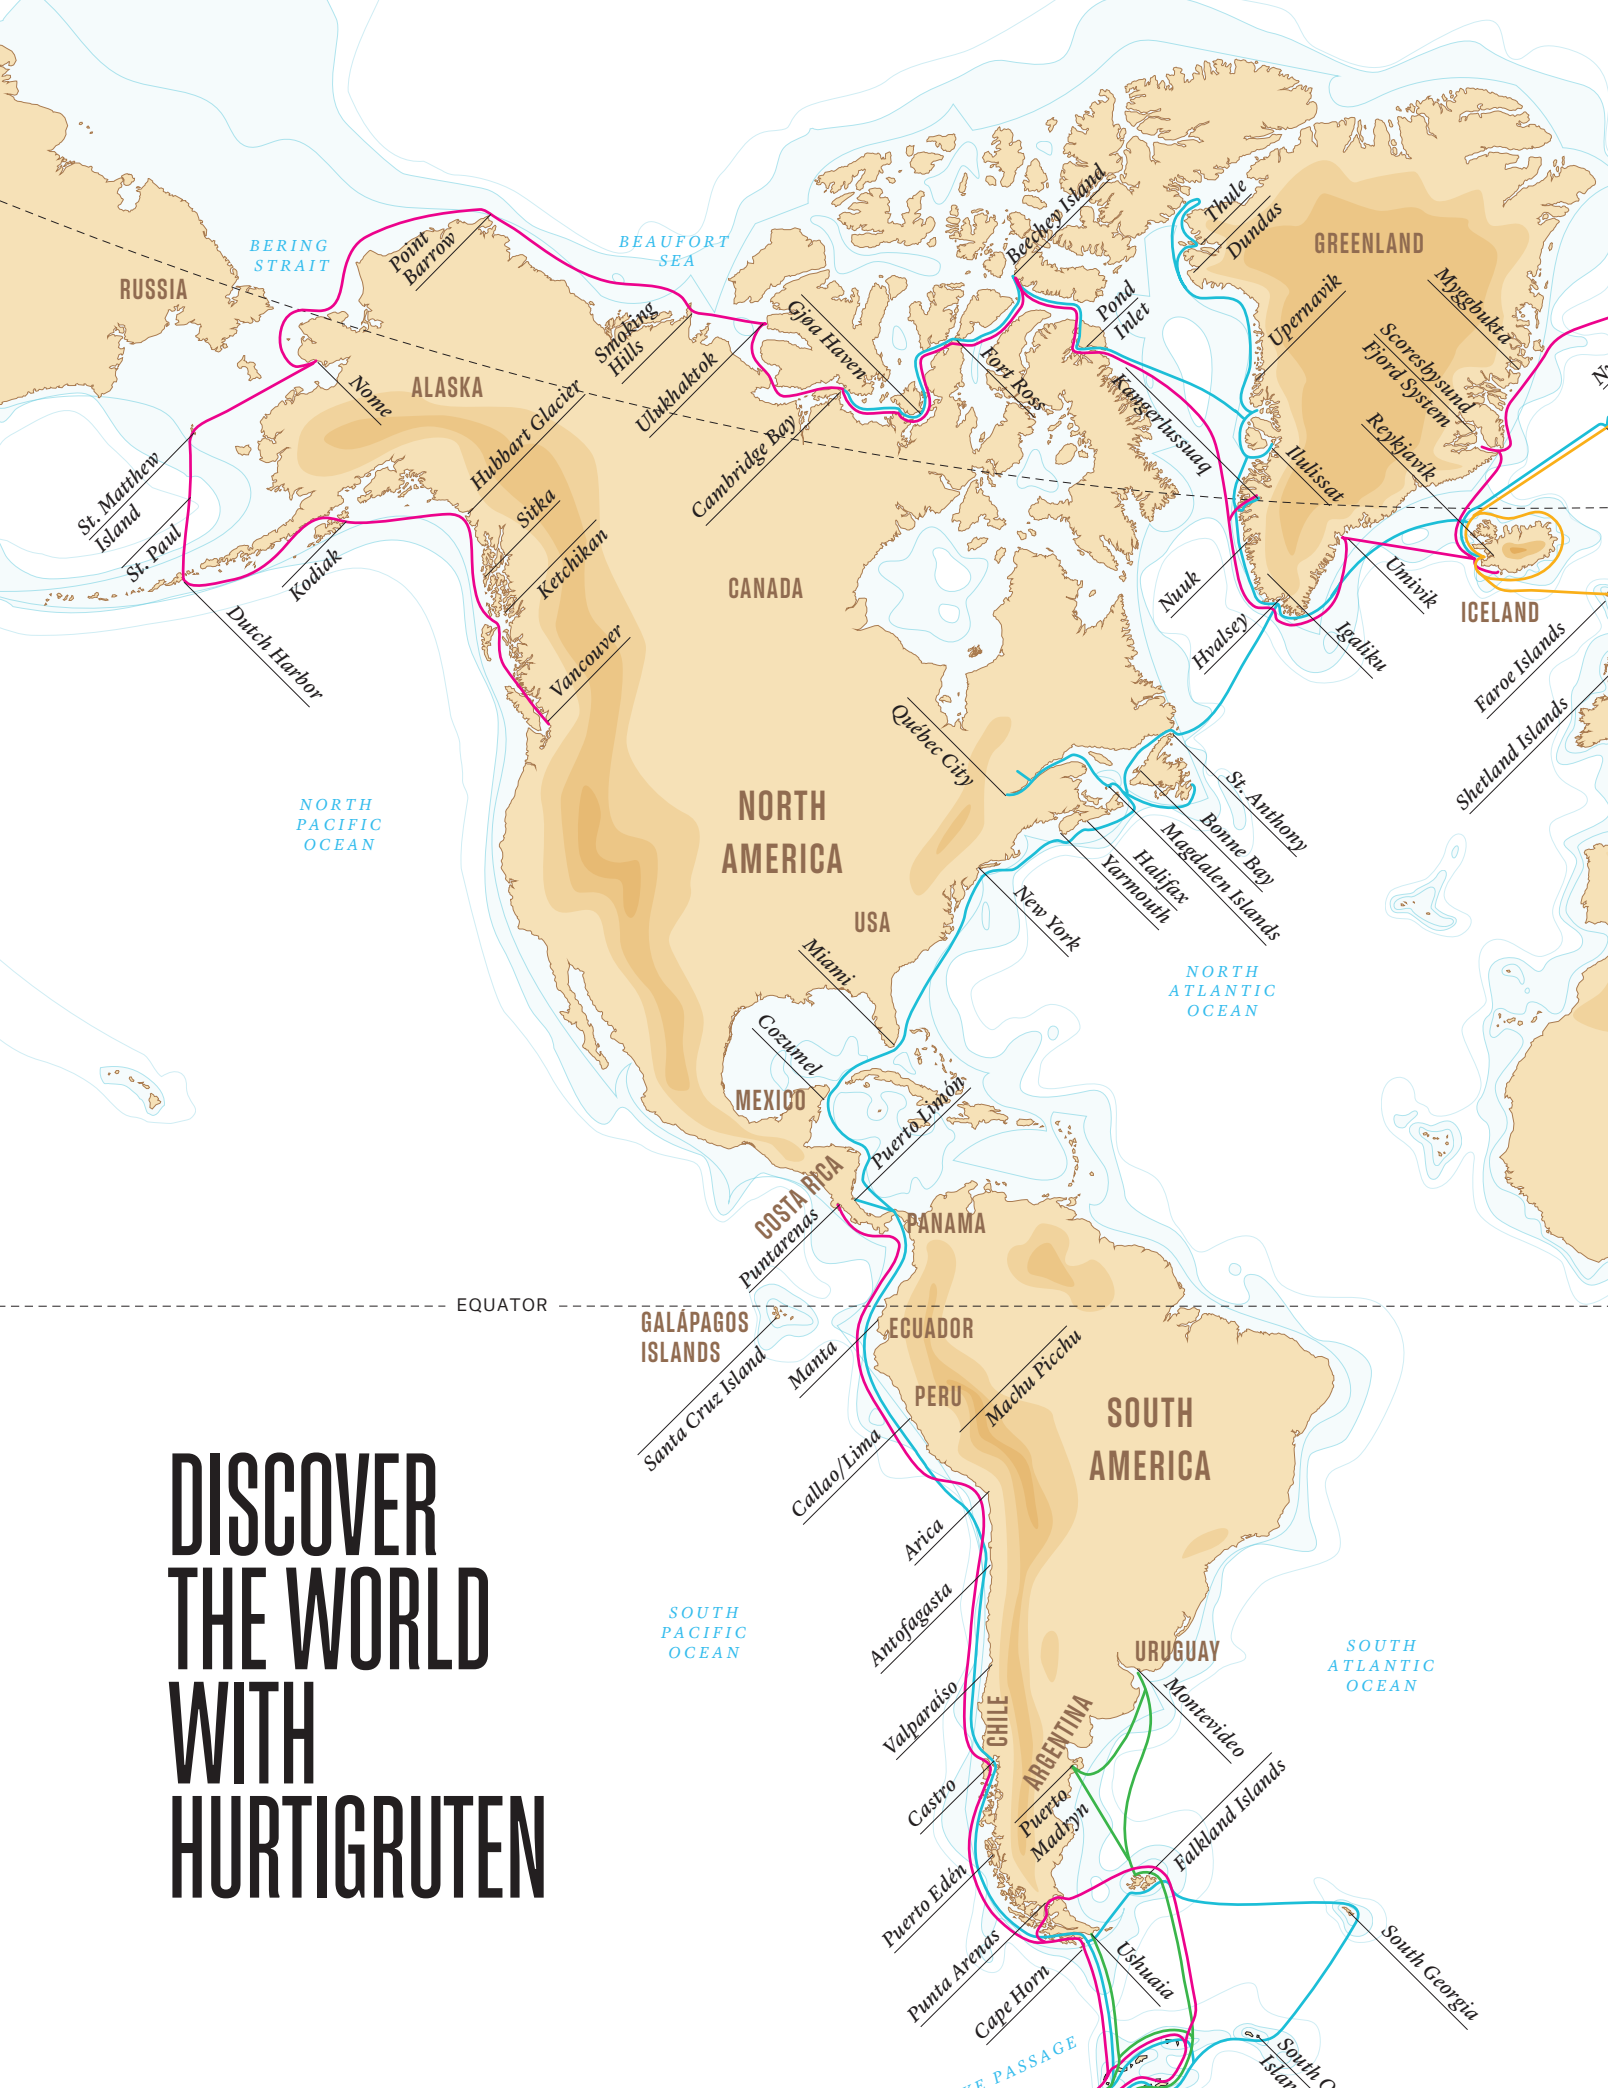 Thule
Dundas
Beechey Island
GREENLAND
Point
Barrow
BERING
STRAIT
BEAUFORT
SEA
RUSSIA
Pond
Inlet
Upernavik
Myggbukta
Smoking
Hills
Gjøa Haven
Scoresbysund
Fjord System
Fort Ross
Ulukhaktok
Nome
ALASKA
Kangerlussuaq
Reykjavik
Hubbart Glacier
Cambridge Bay
Ilulissat
St. Matthew
Island
St. Paul
Sitka
Kodiak
Ketchikan
CANADA
Nuuk
Umivik
ICELAND
Dutch Harbor
Vancouver
Hvalsey
Igaliku
Faroe Islands
Shetland Islands
Québec City
NORTH
PACIFIC
OCEAN
NORTH
AMERICA
St. Anthony
Bonne Bay
Magdalen Islands
Halifax
Yarmouth
USA
New York
Miami
NORTH
ATLANTIC
OCEAN
Cozumel
MEXICO
Puerto Limón
COSTA RICA
Puntarenas
PANAMA
EQUATOR
GALÁPAGOS
ISLANDS
ECUADOR
Santa Cruz Island
Manta
PERU
Machu Picchu
SOUTH
AMERICA
Callao/Lima
Arica
DISCOVER
THE WORLD
WITH
HURTIGRUTEN
Antofagasta
SOUTH
PACIFIC
OCEAN
URUGUAY
SOUTH
ATLANTIC
OCEAN
Valparaíso
CHILE
ARGENTINA
Montevideo
Castro
Puerto
Madryn
Falkland Islands
Puerto Edén
Punta Arenas
Cape Horn
Ushuaia
South Georgia
PASSAGE
South